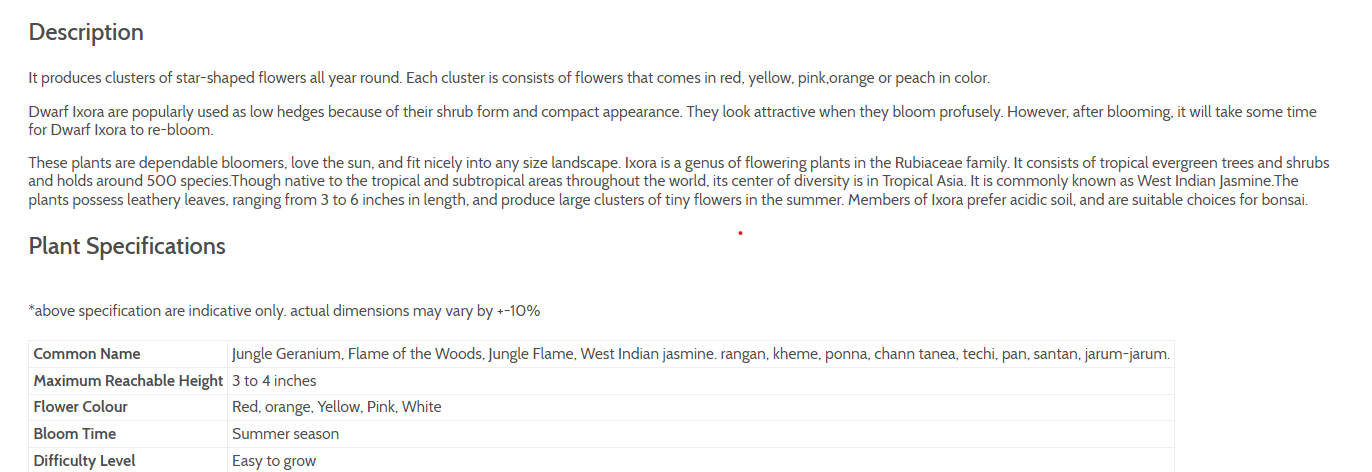 Description
It produces clusters of star-shaped flowers all year round. Each cluster is consists of flowers that comes in red, yellow, pink,orange or peach in color.
Dwarf Ixora are popularly used as low hedges because of their shrub form and compact appearance. They look attractive when they bloom profusely. However, after blooming, it will take some time
for Dwarf Ixora to re-bloom.
These plants are dependable bloomers, love the sun, and fit nicely into any size landscape. Ixora is a genus of flowering plants in the Rubiaceae family. It consists of tropical evergreen trees and shrubs
and holds around 500 species.Though native to the tropical and subtropical areas throughout the world, its center of diversity is in Tropical Asia. It is commonly known as West Indian Jasmine.The
plants possess leathery leaves, ranging from 3 to 6 inches in length, and produce large clusters of tiny flowers in the summer. Members of Ixora prefer acidic soil, and are suitable choices for bonsai.
Plant Specifications
*above specification are indicative only. actual dimensions may vary by +-10%
Common Name Jungle Geranium, Flame of the Woods, Jungle Flame, West Indian jasmine. rangan, kheme, ponna, chann tanea, techi, pan, santan, jarum-jarum.
Maximum Reachable Height 3 to 4 inches
Flower Colour Red, orange, Yellow, Pink, White
Bloom Time Summer season
Difficulty Level Easy to grow